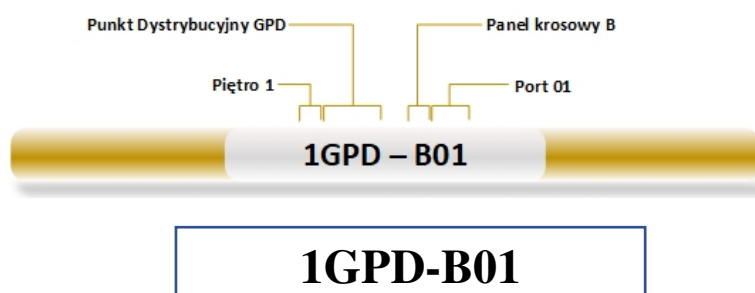 Punkt Dystrybucyjny GPD Panel krosowy B
Piętro 1 Port 01
1GPD – B01
1GPD-B01